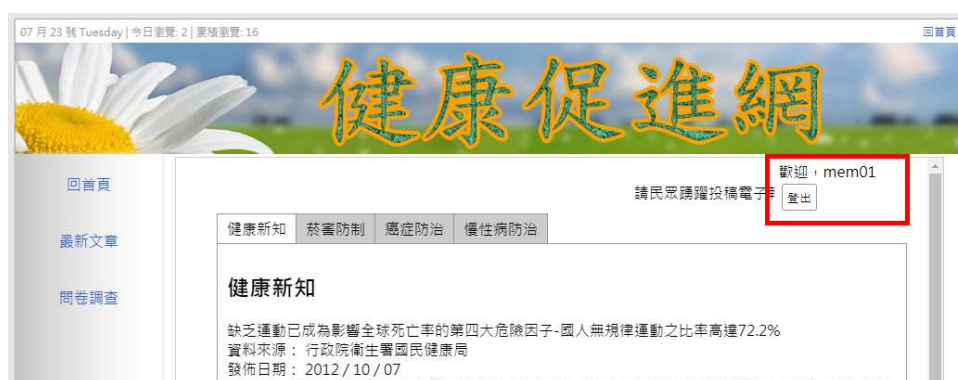 07 月 23 號 Tuesday | 今日瀏覽: 2 | 累積瀏覽: 16
回首頁
健康促進網
回首頁
最新文章
問卷調查
歡迎，mem01
請民眾踴躍投稿電子
登出
健康新知
菸害防制
癌症防治
慢性病防治
健康新知
缺乏運動已成為影響全球死亡率的第四大危險因子-國人無規律運動之比率高達72.2%
資料來源： 行政院衛生署國民健康局
發佈日期： 2012 / 10 / 07